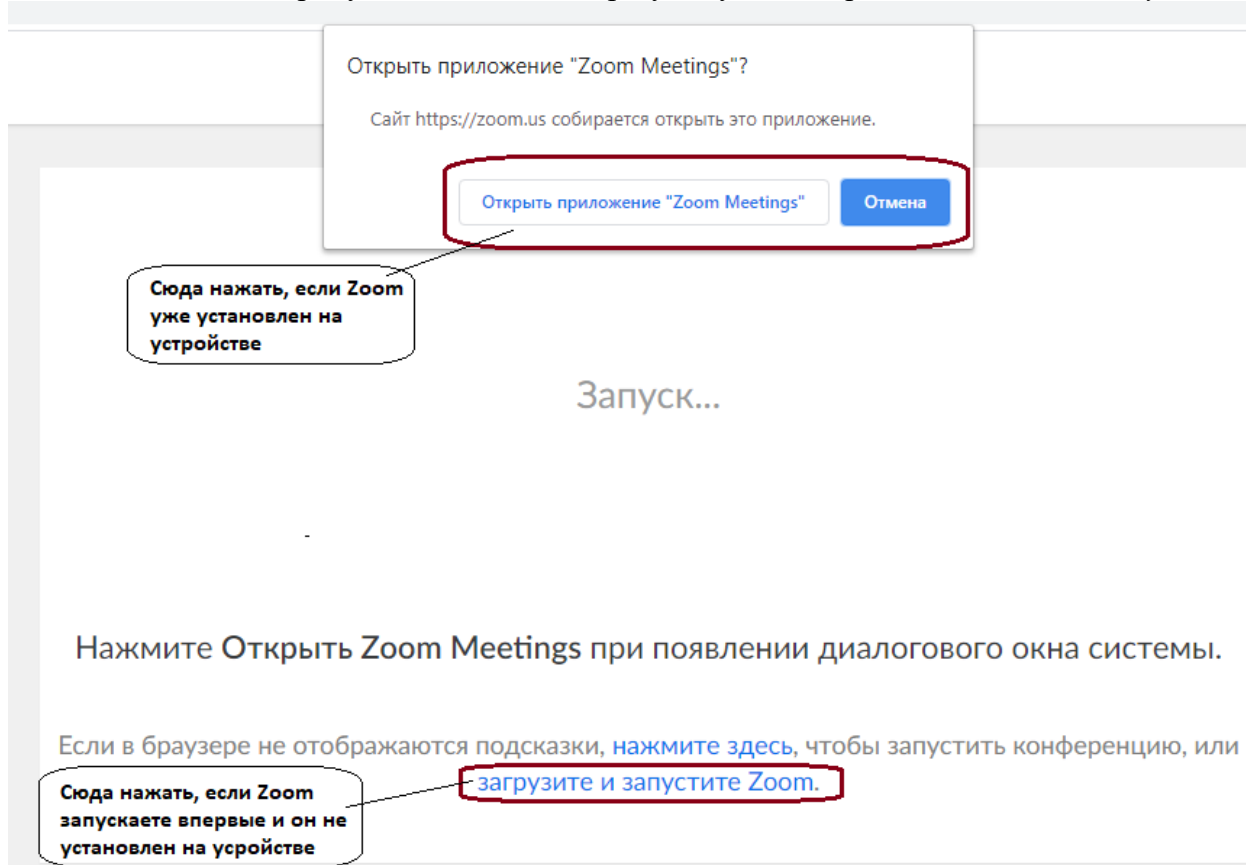 Открыть приложение "Zoom Meetings"?
Сайт https://zoom.us собирается открыть это приложение.
Открыть приложение "Zoom Meetings"
Отмена
Сюда нажать, если Zoom
уже установлен на
устройстве
Запуск...
-
Нажмите Открыть Zoom Meetings при появлении диалогового окна системы.
Если в браузере не отображаются подсказки, нажмите здесь, чтобы запустить конференцию, или
загрузите и запустите Zoom.
Сюда нажать, если Zoom
запускаете впервые и он не
установлен на усройстве